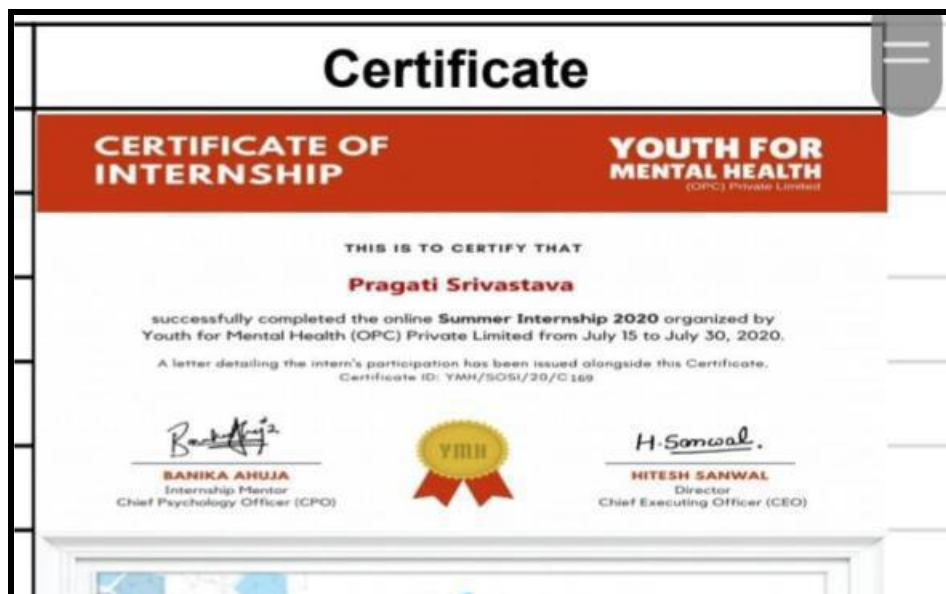 Certificate
CERTIFICATE OF
INTERNSHIP
YOUTH FOR
MENTAL HEALTH
(OPC) Private Limited
THIS IS TO CERTIFY THAT
Pragati Srivastava
successfully completed the online Summer Internship 2020 organized by
Youth for Mental Health (OPC) Private Limited from July 15 to July 30, 2020.
A letter detailing the intern's participation has been issued alongside this Certificate.
Certificate ID: YMH/SOSI/20/C169
YMH
H. Sanwal.
BANIKA AHUJA
Internship Mentor
Chief Psychology Officer (CPO)
HITESH SANWAL
Director
Chief Executing Officer (CEO)